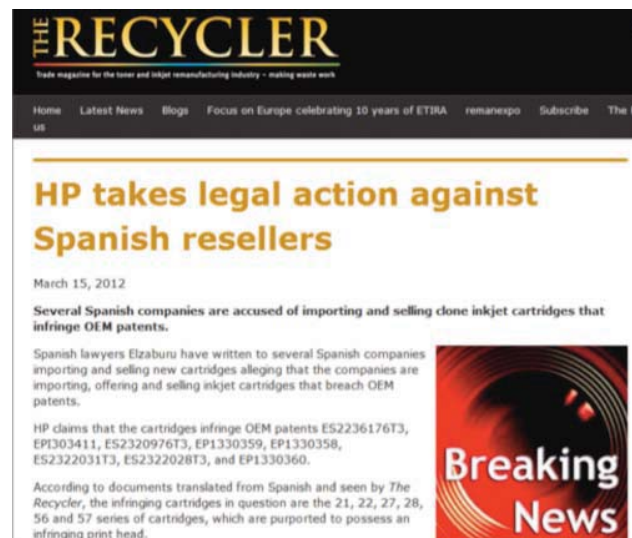 THE RECYCLER
Trade magazine for the toner and inkjet remanufacturing industry - making waste work
Home Latest News Blogs Focus on Europe celebrating 10 years of ETIRA remanexpo Subscribe The
us
HP takes legal action against
Spanish resellers
March 15, 2012
Several Spanish companies are accused of importing and selling clone inkjet cartridges that
infringe OEM patents.
Spanish lawyers Elzaburu have written to several Spanish companies
importing and selling new cartridges alleging that the companies are
importing, offering and selling inkjet cartridges that breach OEM
patents.
HP claims that the cartridges infringe OEM patents ES2236176T3,
EPI303411, ES2320976T3, EP1330359, EP1330358,
ES2322031T3, ES2322028T3, and EP1330360.
Breaking
News
According to documents translated from Spanish and seen by The
Recycler, the infringing cartridges in question are the 21, 22, 27, 28,
56 and 57 series of cartridges, which are purported to possess an
infringing print head.